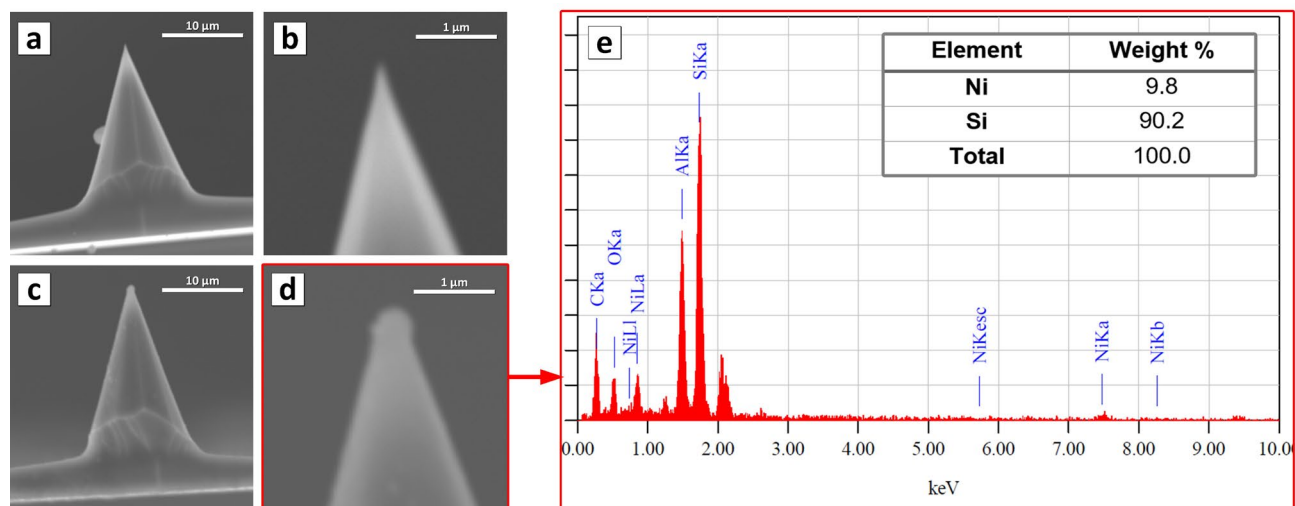 a
10 µm
b
1 µm
c
10 µm
d
1 µm
e
Element Weight %
Ni 9.8
Si 90.2
Total 100.0
CKa
OKa
NiLl
NiLa
AlKa
SiKa
NiKesc
NiKa
NiKb
0.00 1.00 2.00 3.00 4.00 5.00 6.00 7.00 8.00 9.00 10.00
keV